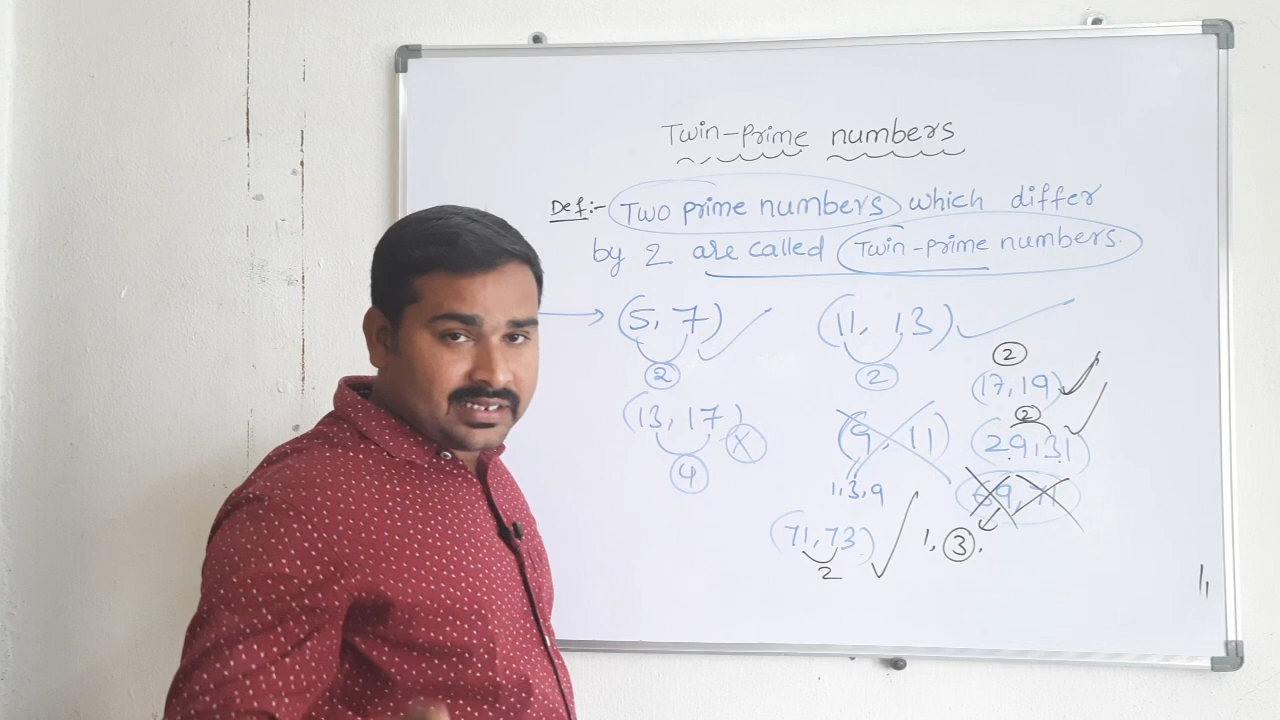 Twin-Prime numbers
Def:- Two prime numbers which differ
by 2 are called Twin-prime numbers.
(5, 7) (11, 13)
2 2
2
(17, 19)
(13, 17) (9, 11)
2
(29, 31)
4 X
1, 3, 9
(69, 71)
(71, 73) 1, 3,
2